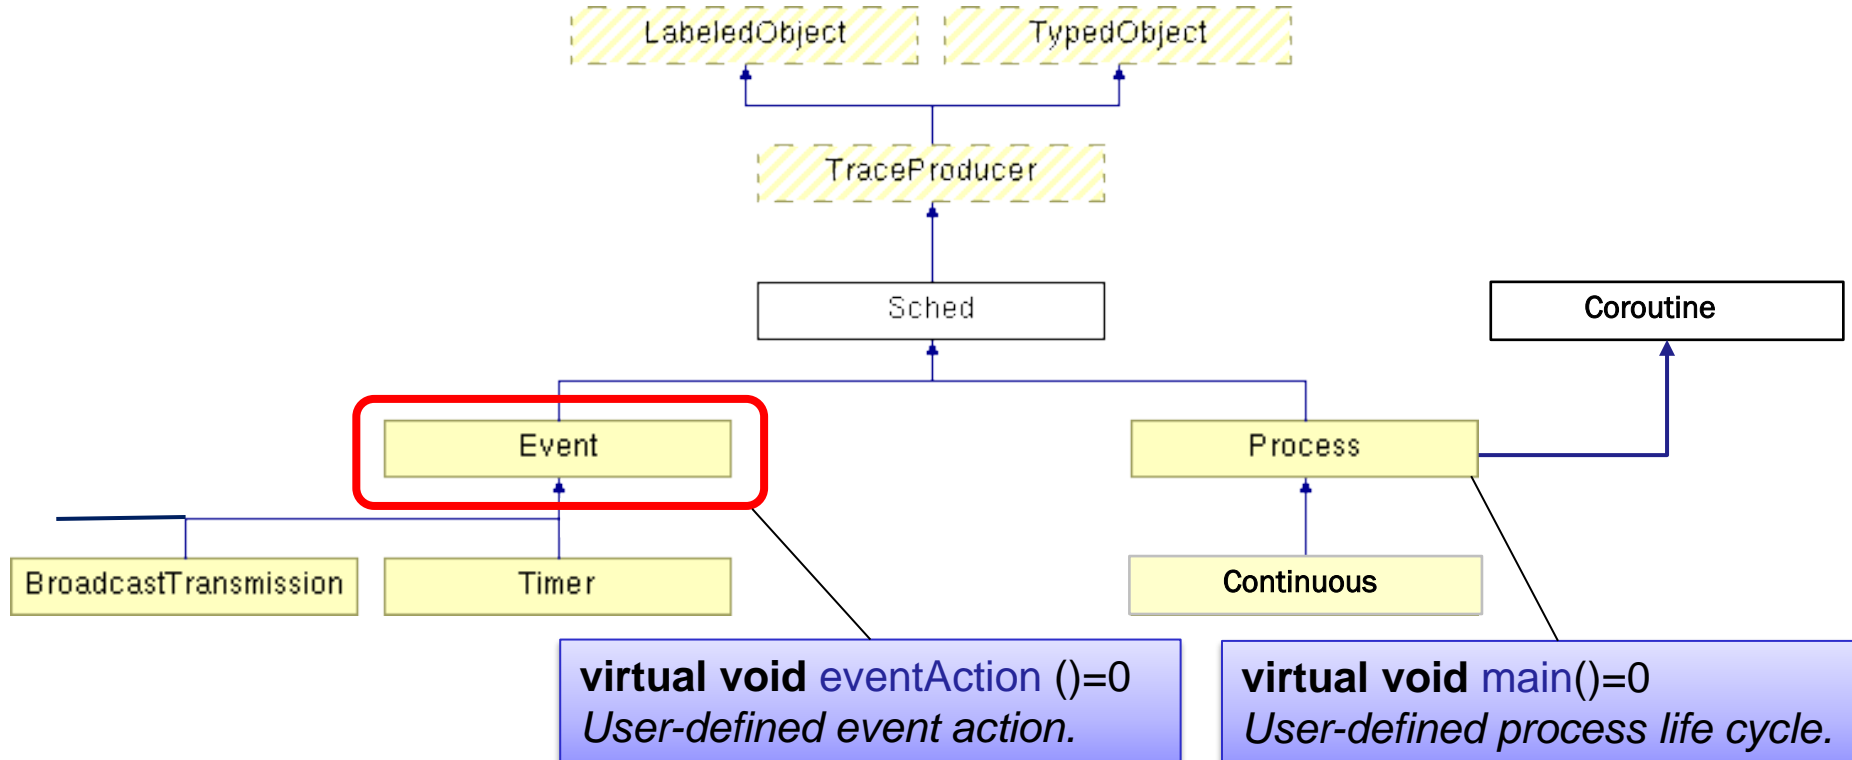 LabeledObject
TypedObject
TraceProducer
Sched
Coroutine
Event
Process
BroadcastTransmission
Timer
Continuous
virtual void eventAction ()=0
User-defined event action.
virtual void main()=0
User-defined process life cycle.